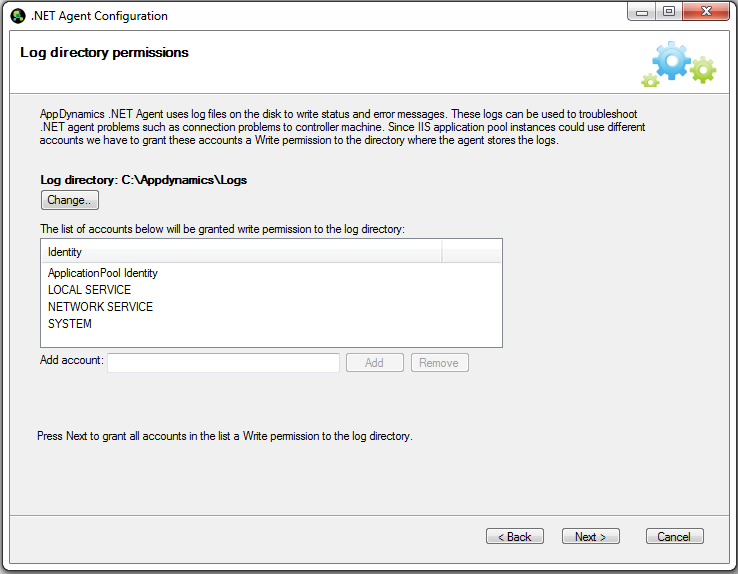 .NET Agent Configuration
Log directory permissions
AppDynamics .NET Agent uses log files on the disk to write status and error messages. These logs can be used to troubleshoot
.NET agent problems such as connection problems to controller machine. Since IIS application pool instances could use different
accounts we have to grant these accounts a Write permission to the directory where the agent stores the logs.
Log directory: C:\Appdynamics\Logs
Change..
The list of accounts below will be granted write permission to the log directory:
Identity
ApplicationPool Identity
LOCAL SERVICE
NETWORK SERVICE
SYSTEM
Add account: Add Remove
Press Next to grant all accounts in the list a Write permission to the log directory.
< Back Next > Cancel